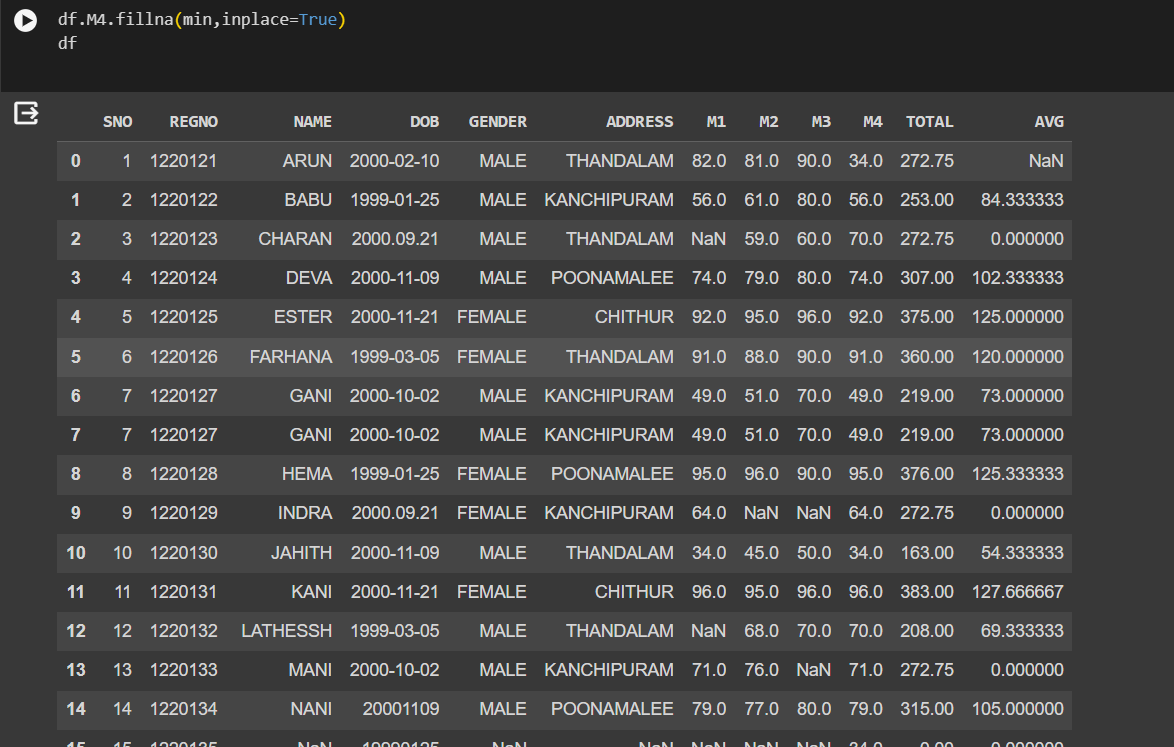 df.M4.fillna(min,inplace=True)
df
SNO REGNO NAME DOB GENDER ADDRESS M1 M2 M3 M4 TOTAL AVG
0 1 1220121 ARUN 2000-02-10 MALE THANDALAM 82.0 81.0 90.0 34.0 272.75 NaN
1 2 1220122 BABU 1999-01-25 MALE KANCHIPURAM 56.0 61.0 80.0 56.0 253.00 84.333333
2 3 1220123 CHARAN 2000.09.21 MALE THANDALAM NaN 59.0 60.0 70.0 272.75 0.000000
3 4 1220124 DEVA 2000-11-09 MALE POONAMALEE 74.0 79.0 80.0 74.0 307.00 102.333333
4 5 1220125 ESTER 2000-11-21 FEMALE CHITHUR 92.0 95.0 96.0 92.0 375.00 125.000000
5 6 1220126 FARHANA 1999-03-05 FEMALE THANDALAM 91.0 88.0 90.0 91.0 360.00 120.000000
6 7 1220127 GANI 2000-10-02 MALE KANCHIPURAM 49.0 51.0 70.0 49.0 219.00 73.000000
7 7 1220127 GANI 2000-10-02 MALE KANCHIPURAM 49.0 51.0 70.0 49.0 219.00 73.000000
8 8 1220128 HEMA 1999-01-25 FEMALE POONAMALEE 95.0 96.0 90.0 95.0 376.00 125.333333
9 9 1220129 INDRA 2000.09.21 FEMALE KANCHIPURAM 64.0 NaN NaN 64.0 272.75 0.000000
10 10 1220130 JAHITH 2000-11-09 MALE THANDALAM 34.0 45.0 50.0 34.0 163.00 54.333333
11 11 1220131 KANI 2000-11-21 FEMALE CHITHUR 96.0 95.0 96.0 96.0 383.00 127.666667
12 12 1220132 LATHESSH 1999-03-05 MALE THANDALAM NaN 68.0 70.0 70.0 208.00 69.333333
13 13 1220133 MANI 2000-10-02 MALE KANCHIPURAM 71.0 76.0 NaN 71.0 272.75 0.000000
14 14 1220134 NANI 20001109 MALE POONAMALEE 79.0 77.0 80.0 79.0 315.00 105.000000
15 15 1220135 NaN 19990125 NaN NaN NaN NaN NaN 34.0 0.00 0.000000